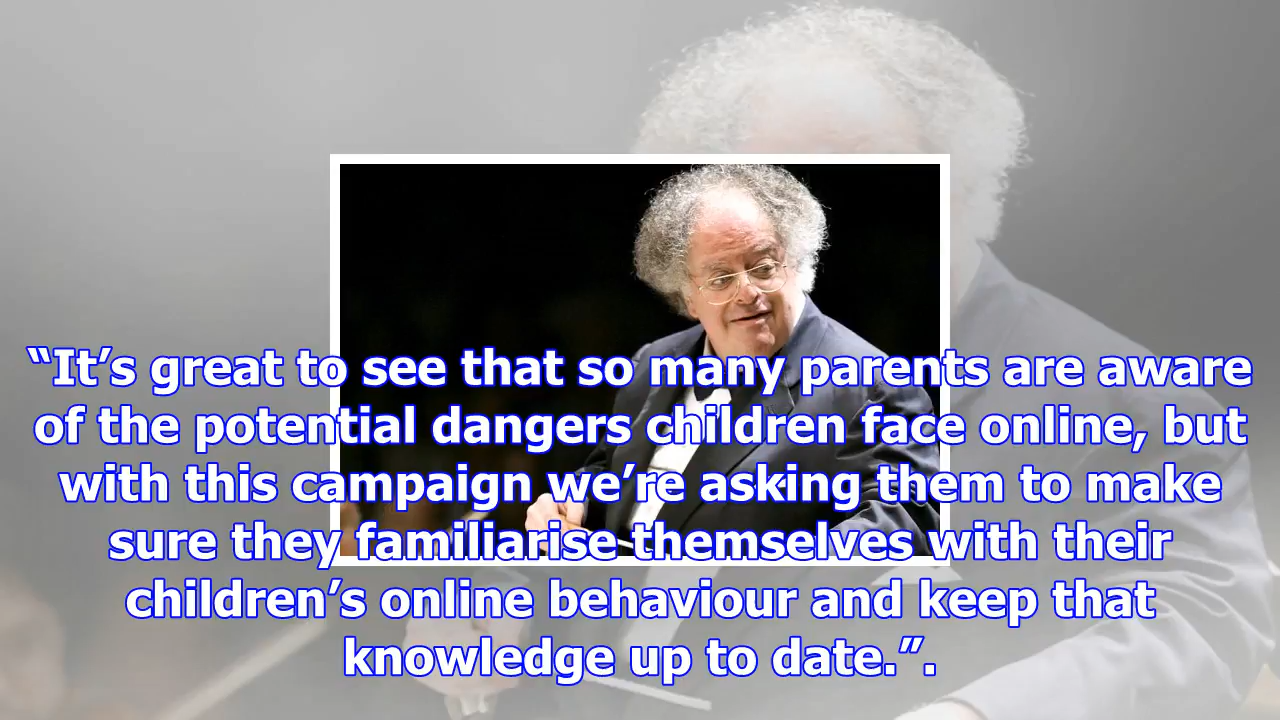 “It’s great to see that so many parents are aware
of the potential dangers children face online, but
with this campaign we’re asking them to make
sure they familiarise themselves with their
children’s online behaviour and keep that
knowledge up to date.”.